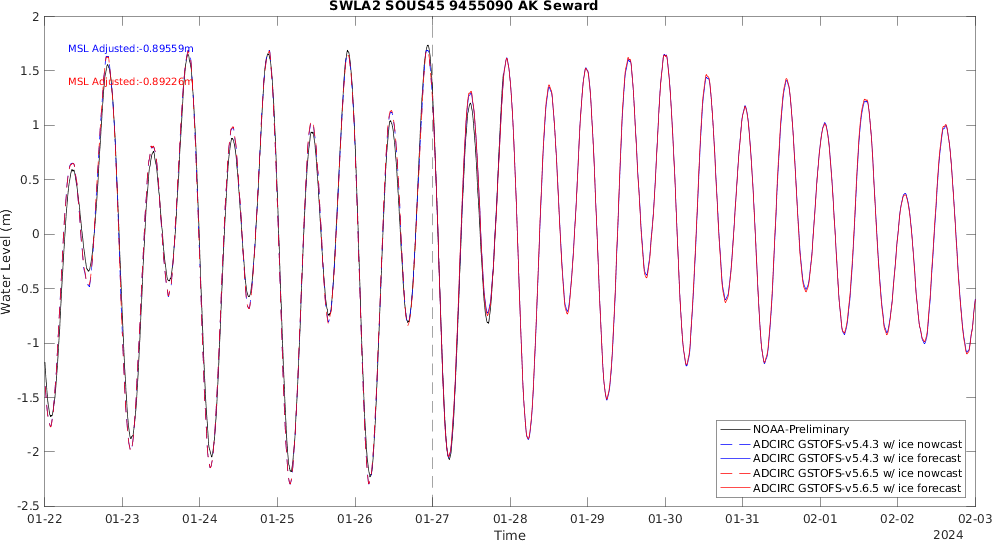 SWLA2 SOUS45 9455090 AK Seward
MSL Adjusted:-0.89559m
MSL Adjusted:-0.89226m
Water Level (m)
2
1.5
1
0.5
0
-0.5
-1
-1.5
-2
-2.5
NOAA-Preliminary
ADCIRC GSTOFS-v5.4.3 w/ ice nowcast
ADCIRC GSTOFS-v5.4.3 w/ ice forecast
ADCIRC GSTOFS-v5.6.5 w/ ice nowcast
ADCIRC GSTOFS-v5.6.5 w/ ice forecast
01-22 01-23 01-24 01-25 01-26 01-27 01-28 01-29 01-30 01-31 02-01 02-02 02-03
Time
2024